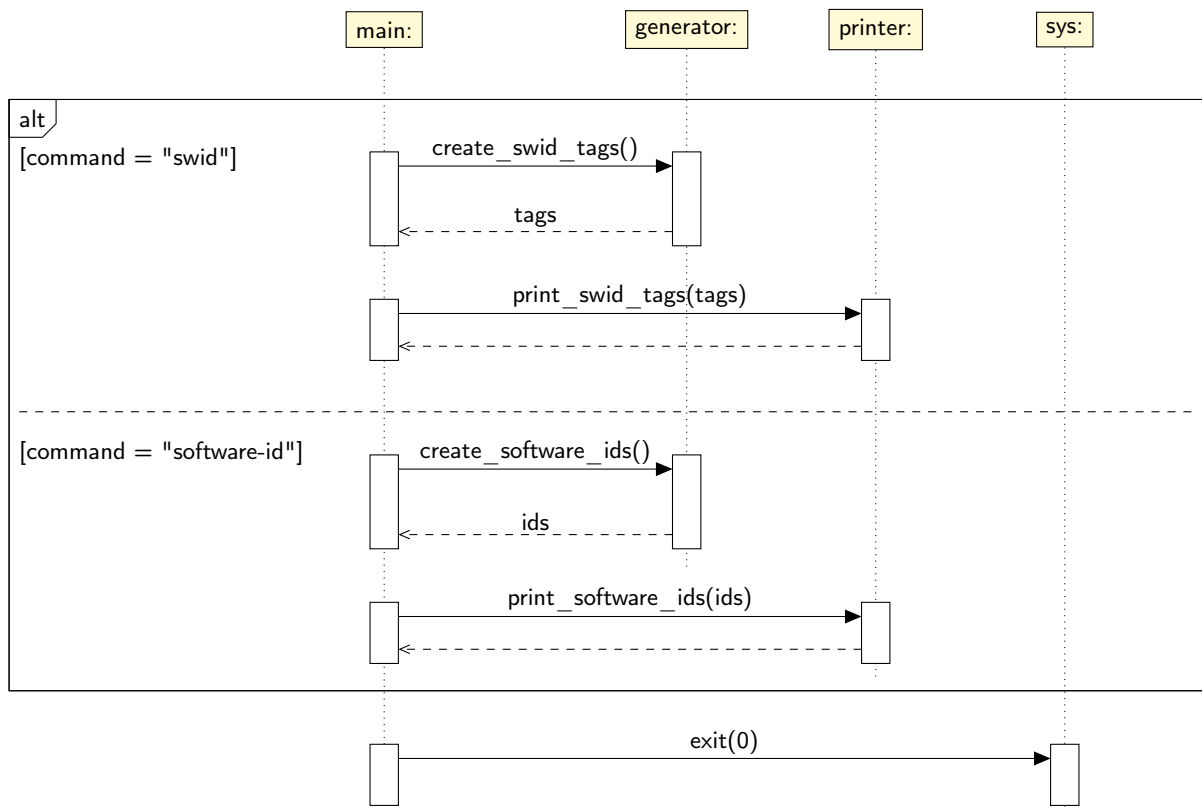 main:
generator:
printer:
sys:
alt
[command = "swid"]
create_swid_tags()
tags
print_swid_tags(tags)
[command = "software-id"]
create_software_ids()
ids
print_software_ids(ids)
exit(0)